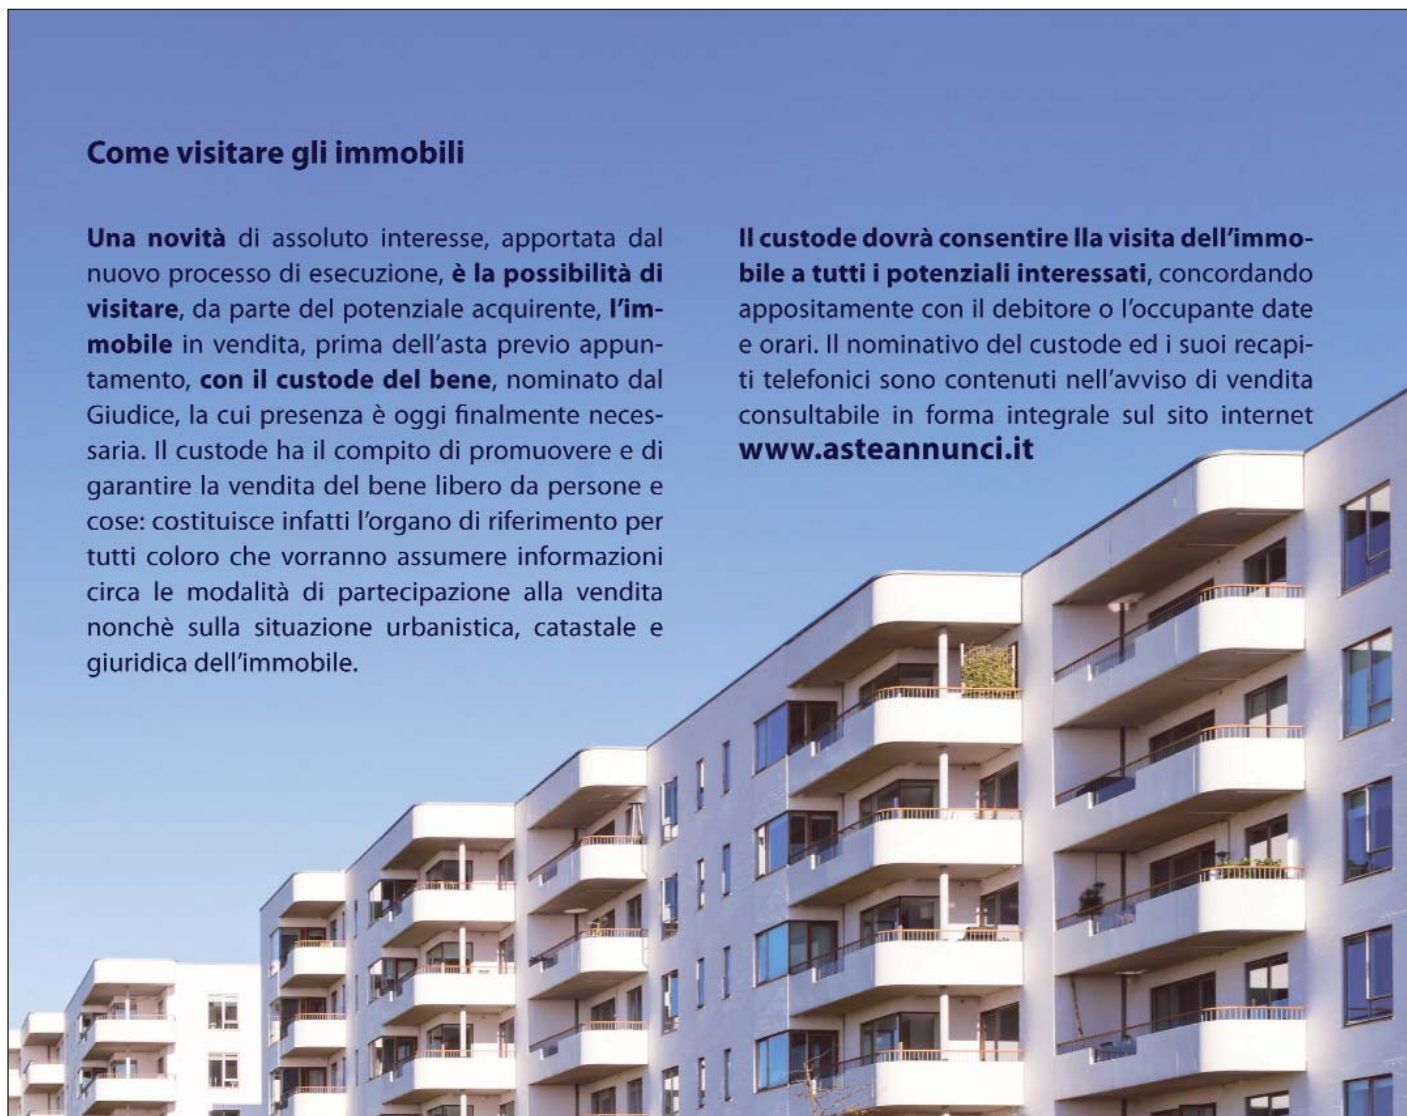 Come visitare gli immobili
Una novità di assoluto interesse, apportata dal
nuovo processo di esecuzione, è la possibilità di
visitare, da parte del potenziale acquirente, l’im-
mobile in vendita, prima dell’asta previo appun-
tamento, con il custode del bene, nominato dal
Giudice, la cui presenza è oggi finalmente neces-
saria. Il custode ha il compito di promuovere e di
garantire la vendita del bene libero da persone e
cose: costituisce infatti l’organo di riferimento per
tutti coloro che vorranno assumere informazioni
circa le modalità di partecipazione alla vendita
nonchè sulla situazione urbanistica, catastale e
giuridica dell’immobile.
Il custode dovrà consentire lla visita dell’immo-
bile a tutti i potenziali interessati, concordando
appositamente con il debitore o l’occupante date
e orari. Il nominativo del custode ed i suoi recapi-
ti telefonici sono contenuti nell’avviso di vendita
consultabile in forma integrale sul sito internet
www.asteannunci.it